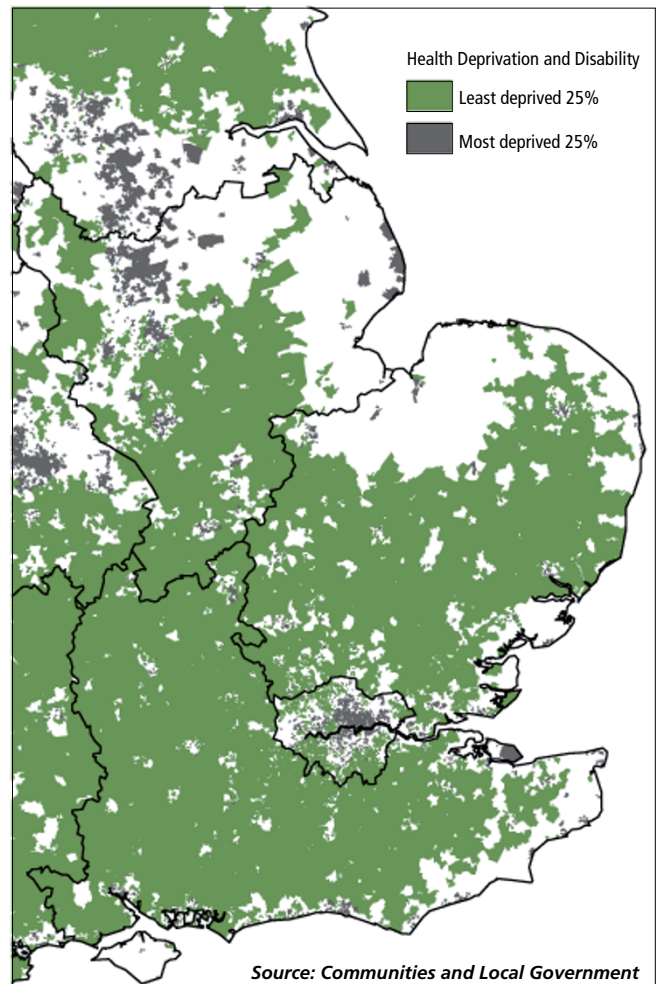 Health Deprivation and Disability
Least deprived 25%
Most deprived 25%
Source: Communities and Local Government